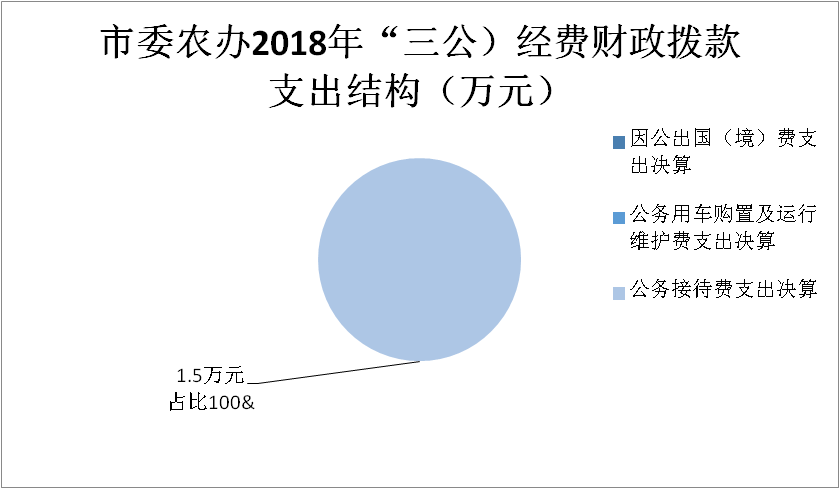 市委农办2018年“三公）经费财政拨款
支出结构（万元）
因公出国（境）费支
出决算
公务用车购置及运行
维护费支出决算
公务接待费支出决算
1.5万元
占比100&